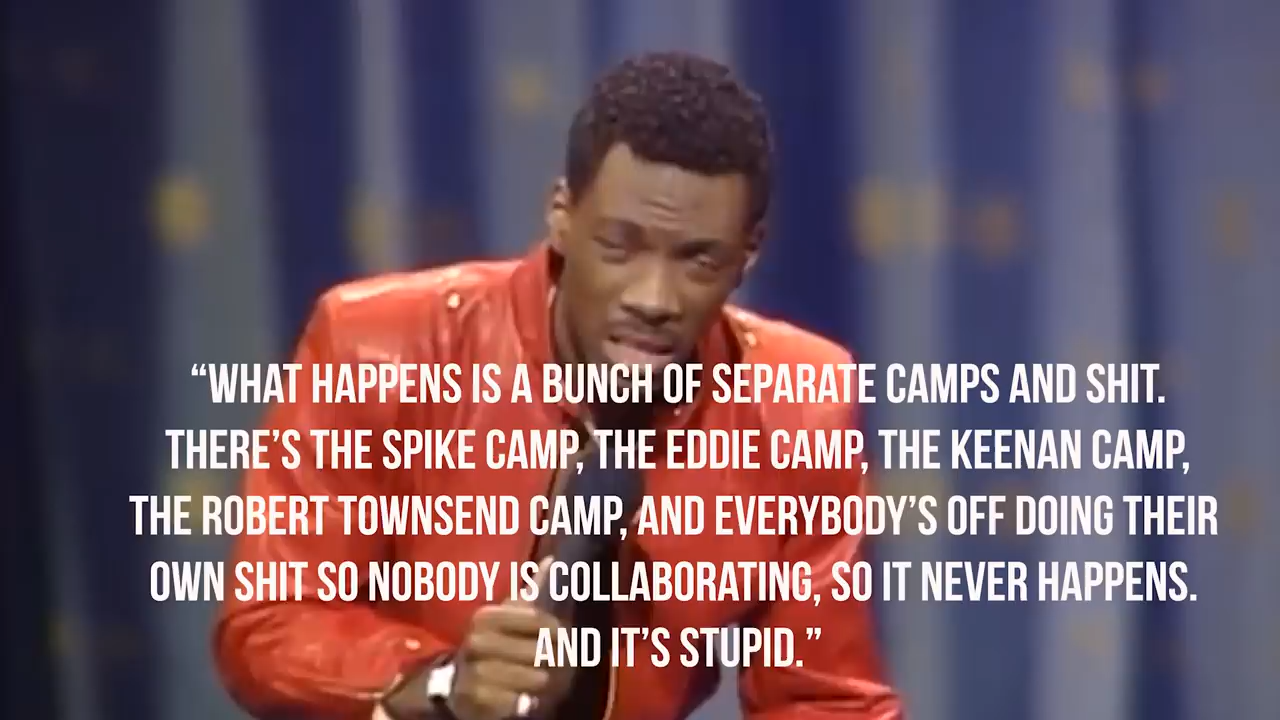 “WHAT HAPPENS IS A BUNCH OF SEPARATE CAMPS AND SHIT.
THERE’S THE SPIKE CAMP, THE EDDIE CAMP, THE KEENAN CAMP,
THE ROBERT TOWNSEND CAMP, AND EVERYBODY’S OFF DOING THEIR
OWN SHIT SO NOBODY IS COLLABORATING, SO IT NEVER HAPPENS.
AND IT’S STUPID.”